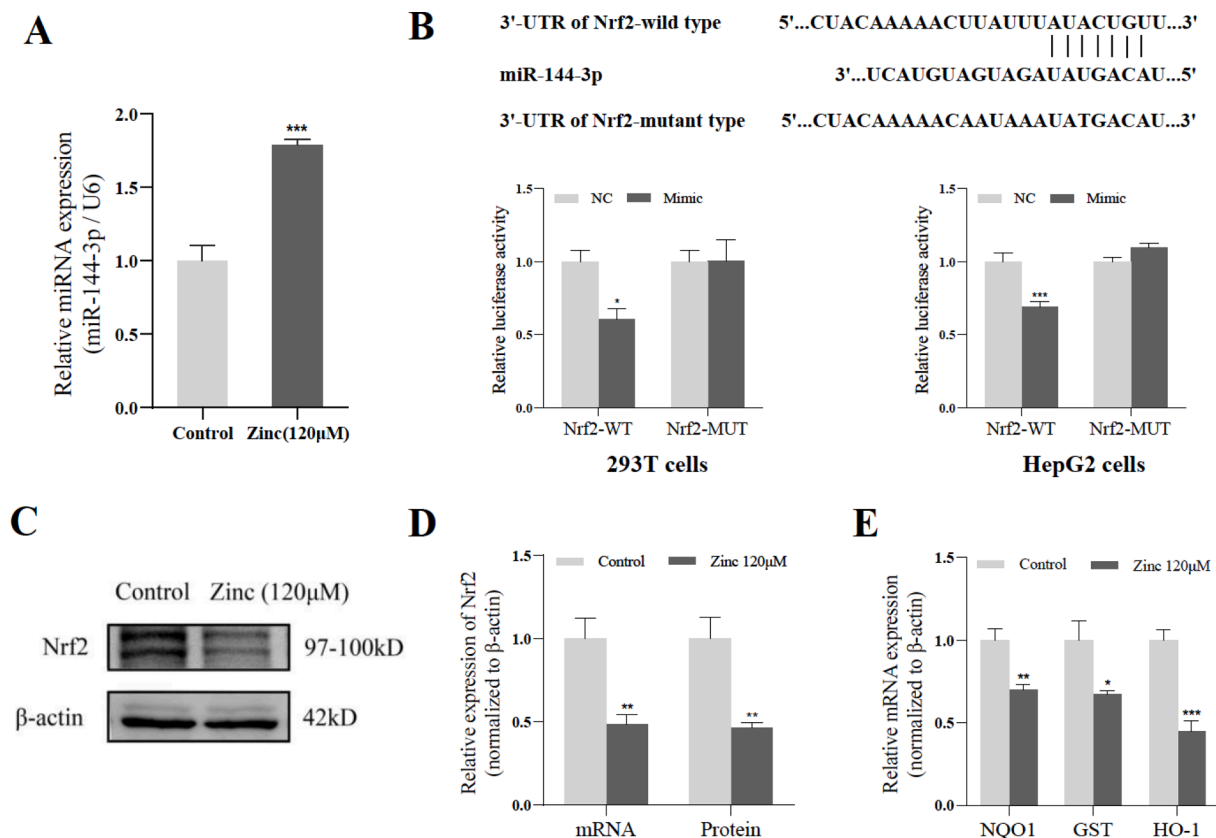 A
Relative miRNA expression
(miR-144-3p / U6)
2.0
1.5
1.0
0.5
0.0
***
Control Zinc(120μM)
B
3'-UTR of Nrf2-wild type 5'...CUACAAAAACUUAUUUAUACUGUU...3'
miR-144-3p 3'...UCAUGUAGUAGAUAUGACAU...5'
3'-UTR of Nrf2-mutant type 5'...CUACAAAAACAAUAAAUATGACAU...3'
Relative luciferase activity
1.5
1.0
0.5
0.0
NC Mimic
*
Nrf2-WT Nrf2-MUT
293T cells
Relative luciferase activity
1.5
1.0
0.5
0.0
NC Mimic
***
Nrf2-WT Nrf2-MUT
HepG2 cells
C
Control Zinc (120μM)
Nrf2 97-100kD
β-actin 42kD
D
Relative expression of Nrf2
(normalized to β-actin)
1.5
1.0
0.5
0.0
Control Zinc 120μM
** **
mRNA Protein
E
Relative mRNA expression
(normalized to β-actin)
1.5
1.0
0.5
0.0
Control Zinc 120μM
** * ***
NQO1 GST HO-1